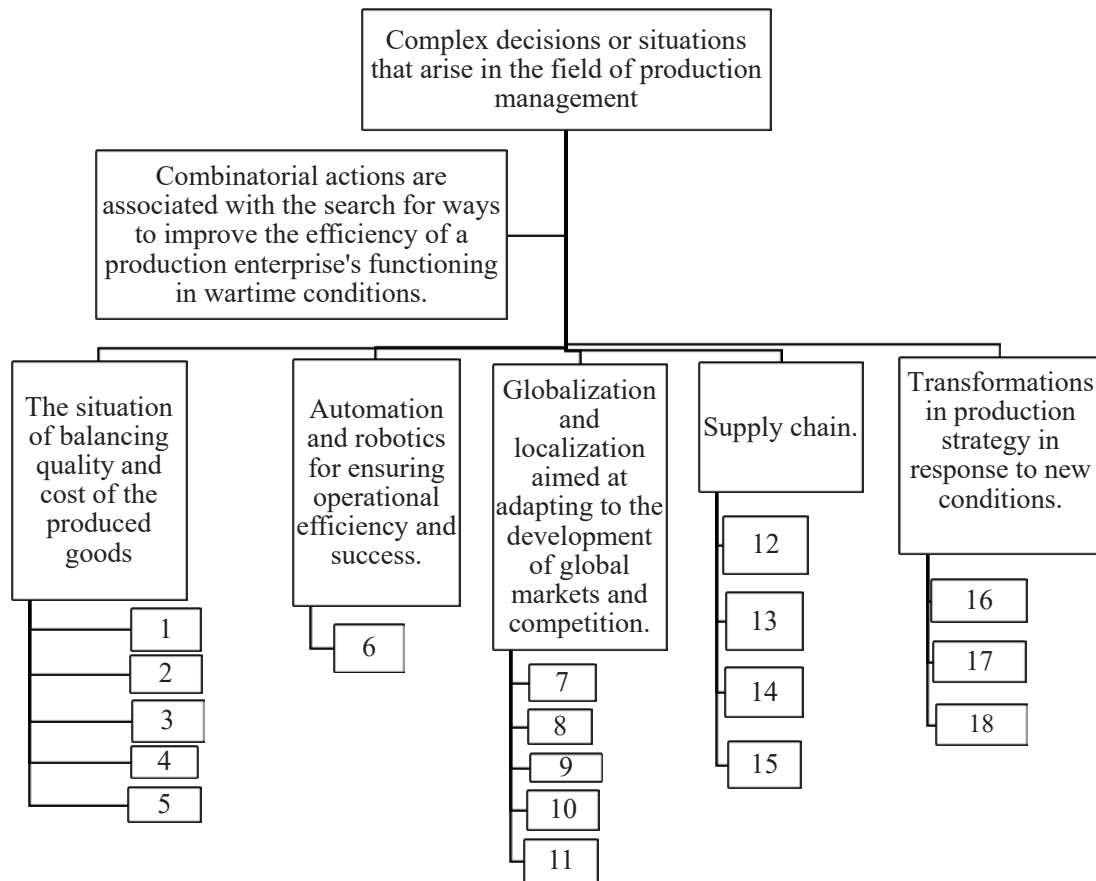 Complex decisions or situations
that arise in the field of production
management
Combinatorial actions are
associated with the search for ways
to improve the efficiency of a
production enterprise's functioning
in wartime conditions.
The situation
of balancing
quality and
cost of the
produced
goods
1
2
3
4
5
Automation
and robotics
for ensuring
operational
efficiency and
success.
6
Globalization
and
localization
aimed at
adapting to the
development
of global
markets and
competition.
7
8
9
10
11
Supply chain.
12
13
14
15
Transformations
in production
strategy in
response to new
conditions.
16
17
18